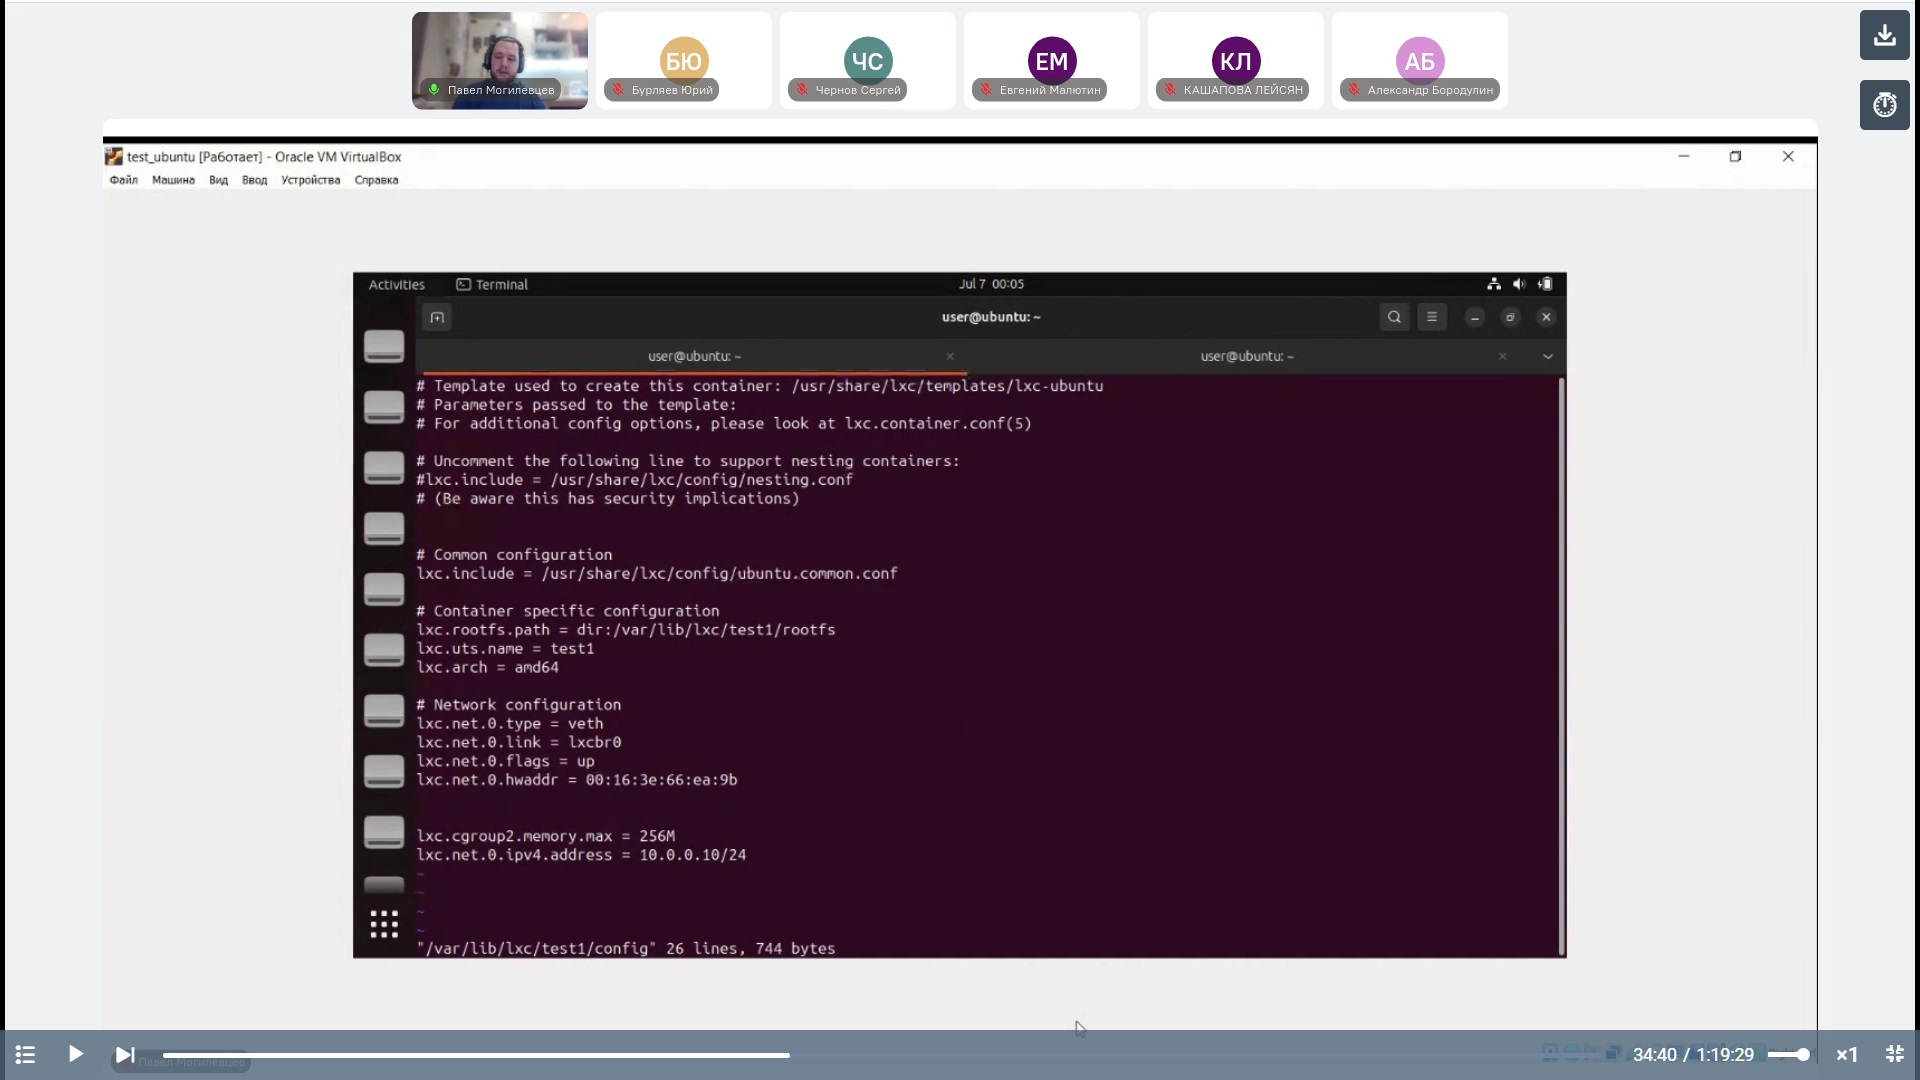 БЮ
ЧС
ЕМ
КЛ
АБ
Павел Могилевцев
Бурляев Юрий
Чернов Сергей
Евгений Малютин
КАШАПОВА ЛЕЙСЯН
Александр Бородулин
test_ubuntu [Работает] - Oracle VM VirtualBox
Файл Машина Вид Ввод Устройства Справка
Activities Terminal Jul 7 00:05
user@ubuntu: ~
user@ubuntu: ~ user@ubuntu: ~
# Template used to create this container: /usr/share/lxc/templates/lxc-ubuntu
# Parameters passed to the template:
# For additional config options, please look at lxc.container.conf(5)
# Uncomment the following line to support nesting containers:
#lxc.include = /usr/share/lxc/config/nesting.conf
# (Be aware this has security implications)
# Common configuration
lxc.include = /usr/share/lxc/config/ubuntu.common.conf
# Container specific configuration
lxc.rootfs.path = dir:/var/lib/lxc/test1/rootfs
lxc.uts.name = test1
lxc.arch = amd64
# Network configuration
lxc.net.0.type = veth
lxc.net.0.link = lxcbr0
lxc.net.0.flags = up
lxc.net.0.hwaddr = 00:16:3e:66:ea:9b
lxc.cgroup2.memory.max = 256M
lxc.net.0.ipv4.address = 10.0.0.10/24
~
~
~
~
"/var/lib/lxc/test1/config" 26 lines, 744 bytes
Павел Могилевцев
34:40 / 1:19:29 ×1